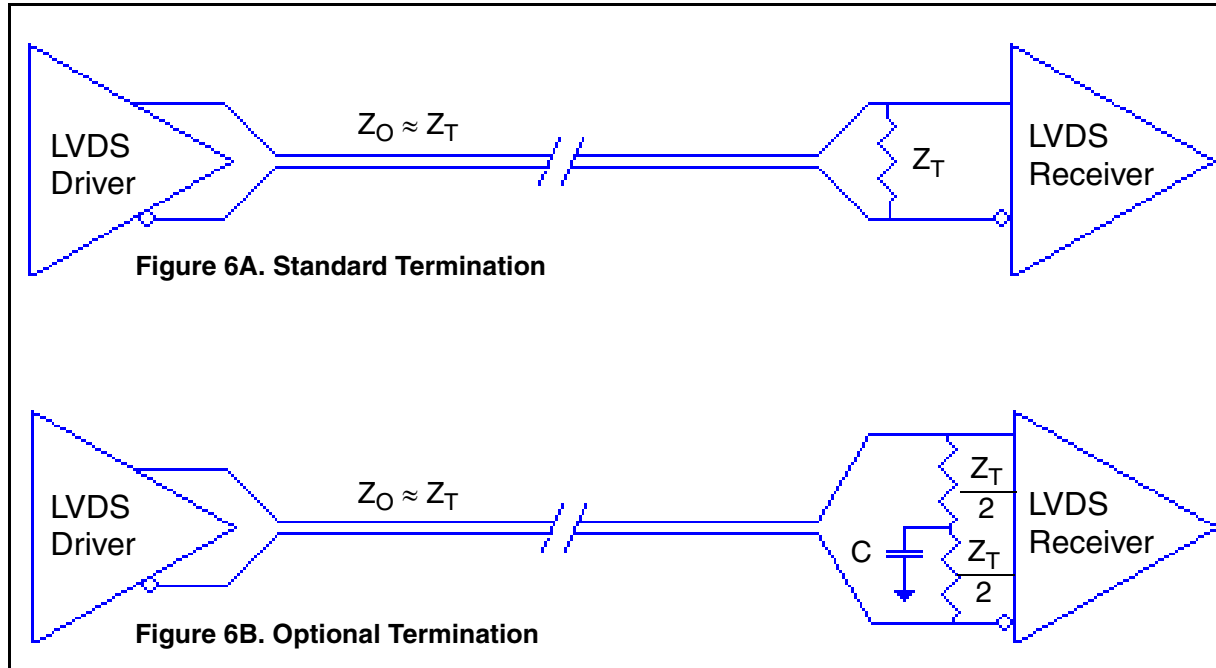 LVDS
Driver
Z_O ≈ Z_T
Z_T
LVDS
Receiver
Figure 6A. Standard Termination
LVDS
Driver
Z_O ≈ Z_T
C
Z_T
2
Z_T
2
LVDS
Receiver
Figure 6B. Optional Termination